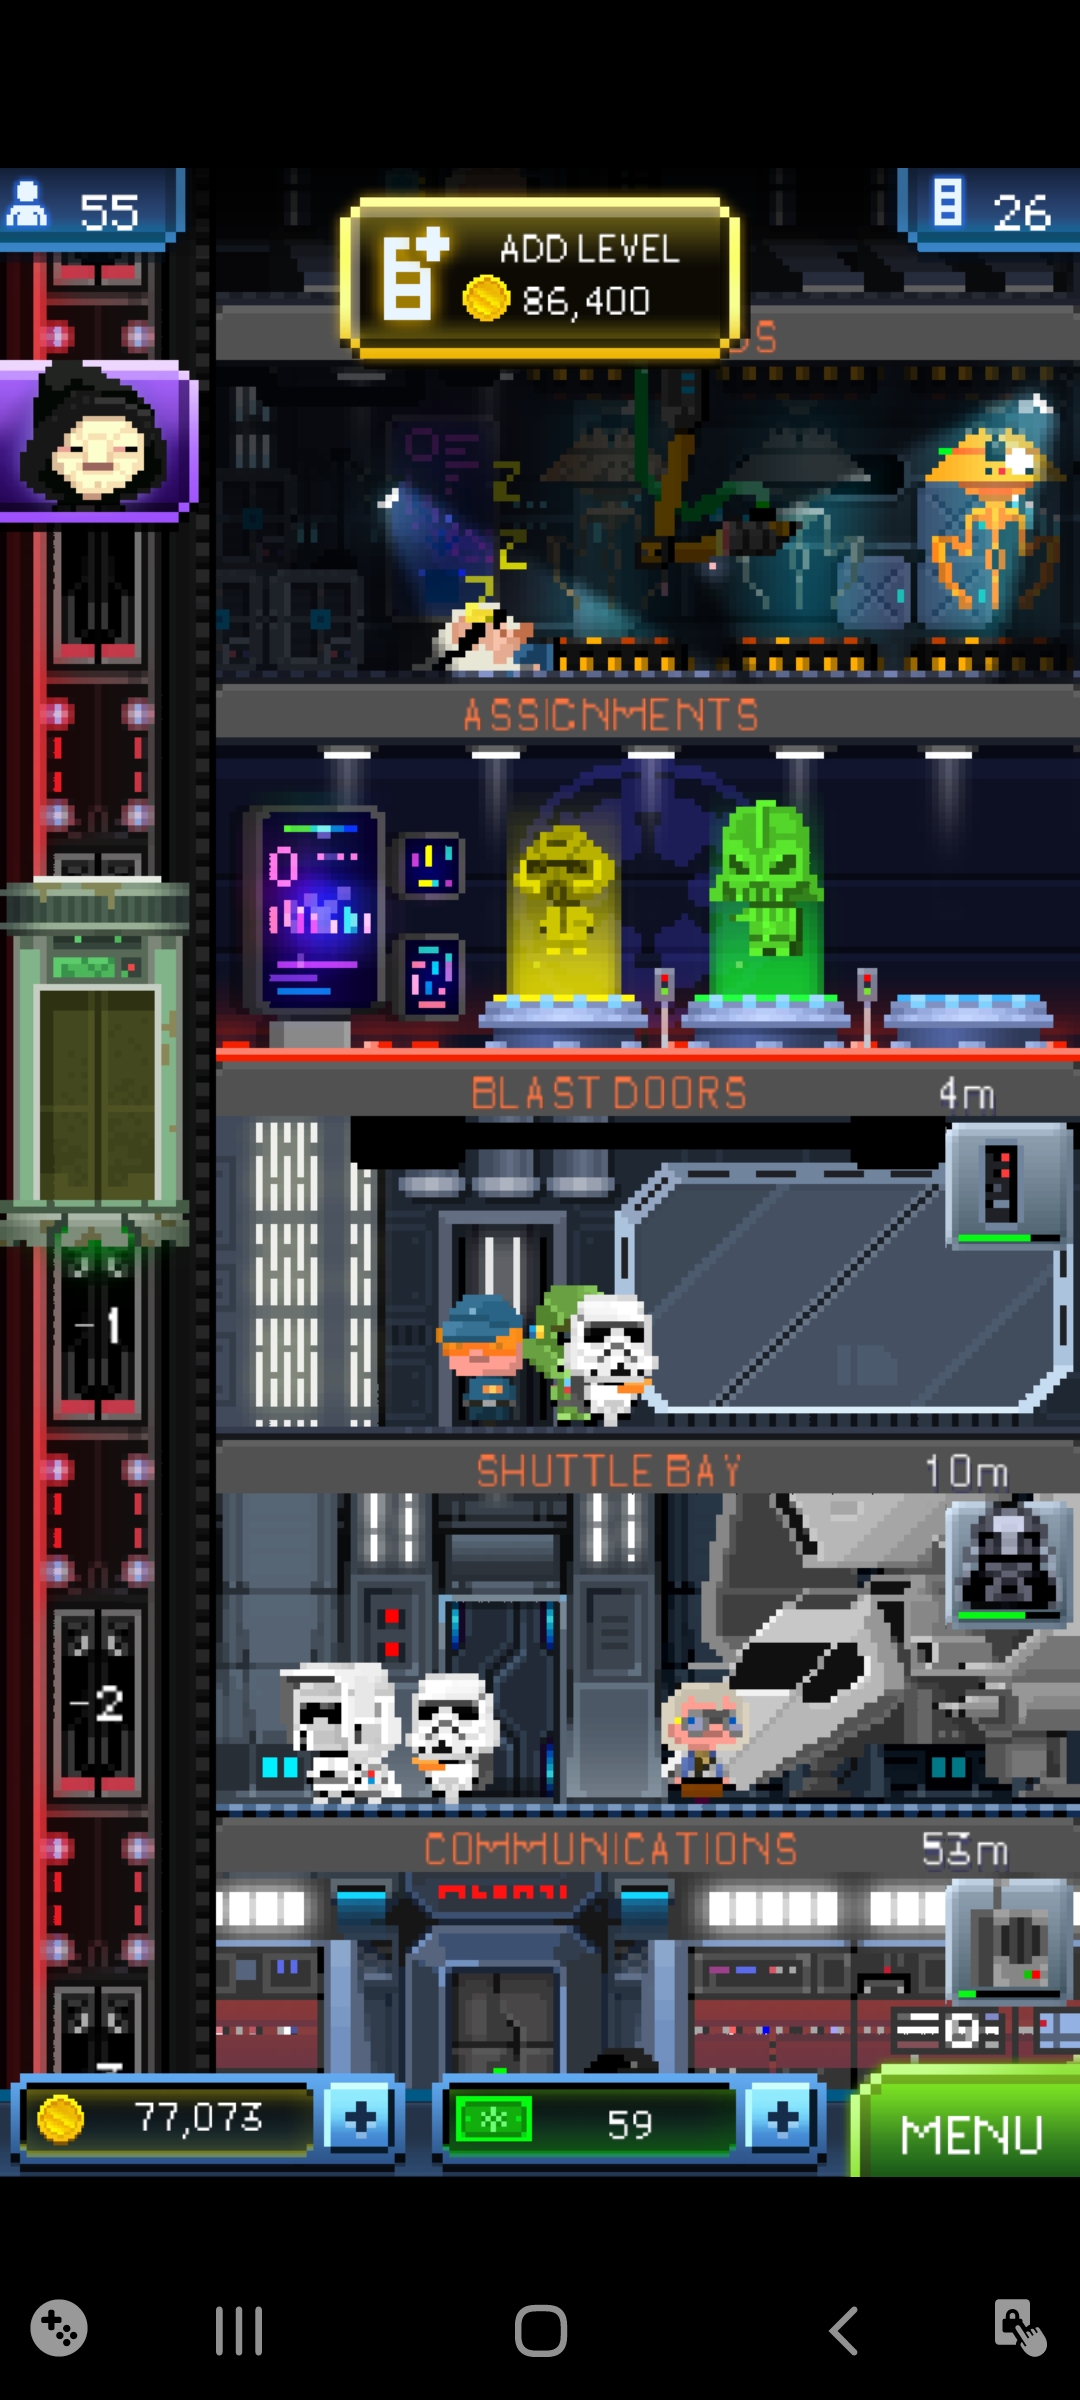 55
ADD LEVEL
86,400
26
ASSIGNMENTS
BLAST DOORS
4m
-1
SHUTTLE BAY
10m
-2
COMMUNICATIONS
53m
77,073
59
MENU